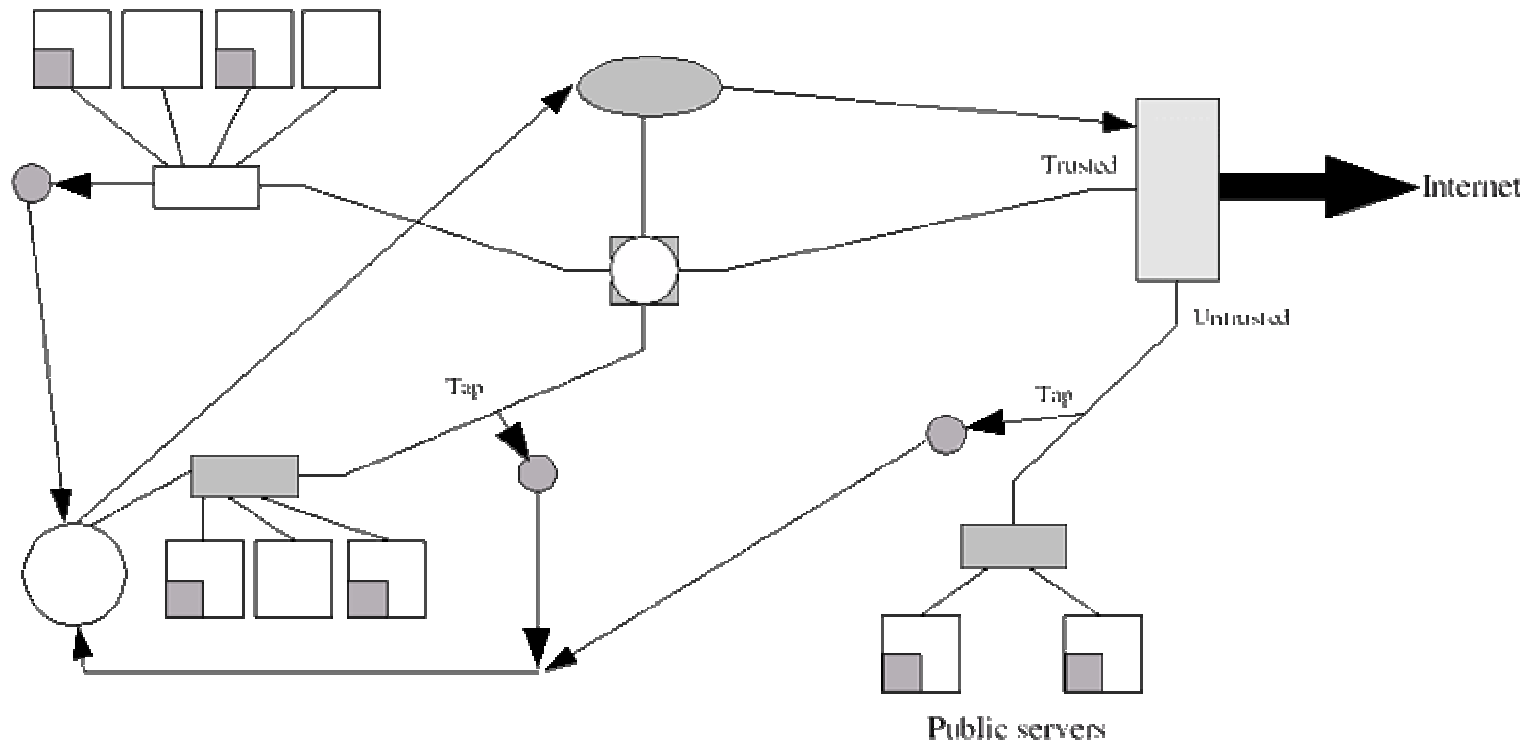 Trusted
Internet
Untrusted
Tap
Tap
Public servers